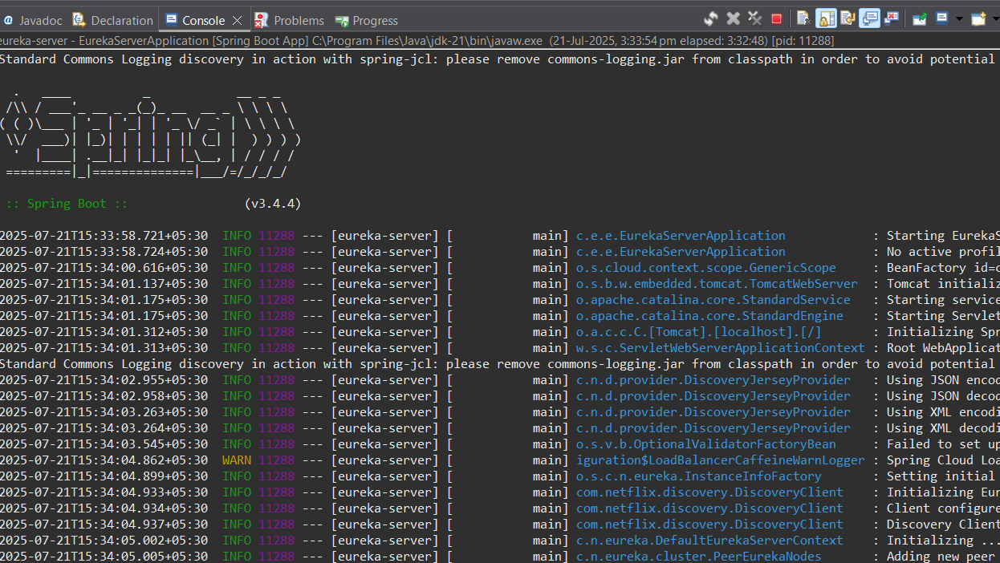 Javadoc Declaration Console Problems Progress
eureka-server - EurekaServerApplication [Spring Boot App] C:\Program Files\Java\jdk-21\bin\javaw.exe (21-Jul-2025, 3:33:54 pm elapsed: 3:32:48) [pid: 11288]
Standard Commons Logging discovery in action with spring-jcl: please remove commons-logging.jar from classpath in order to avoid potential
  .   ____          _            __ _ _
 /\\ / ___'_ __ _ _(_)_ __  __ _ \ \ \ \
( ( )\___ | '_ | '_| | '_ \/ _` | \ \ \ \
 \\/  ___)| |_)| | | | | || (_| |  ) ) ) )
  '  |____| .__|_| |_|_| |_\__, | / / / /
 =========|_|==============|___/=/_/_/_/
 :: Spring Boot ::                (v3.4.4)
2025-07-21T15:33:58.721+05:30  INFO 11288 --- [eureka-server] [           main] c.e.e.EurekaServerApplication            : Starting EurekaS
2025-07-21T15:33:58.724+05:30  INFO 11288 --- [eureka-server] [           main] c.e.e.EurekaServerApplication            : No active profil
2025-07-21T15:34:00.616+05:30  INFO 11288 --- [eureka-server] [           main] o.s.cloud.context.scope.GenericScope     : BeanFactory id=c
2025-07-21T15:34:01.137+05:30  INFO 11288 --- [eureka-server] [           main] o.s.b.w.embedded.tomcat.TomcatWebServer  : Tomcat initializ
2025-07-21T15:34:01.175+05:30  INFO 11288 --- [eureka-server] [           main] o.apache.catalina.core.StandardService   : Starting service
2025-07-21T15:34:01.175+05:30  INFO 11288 --- [eureka-server] [           main] o.apache.catalina.core.StandardEngine    : Starting Servlet
2025-07-21T15:34:01.312+05:30  INFO 11288 --- [eureka-server] [           main] o.a.c.c.C.[Tomcat].[localhost].[/]       : Initializing Spr
2025-07-21T15:34:01.313+05:30  INFO 11288 --- [eureka-server] [           main] w.s.c.ServletWebServerApplicationContext : Root WebApplicat
Standard Commons Logging discovery in action with spring-jcl: please remove commons-logging.jar from classpath in order to avoid potential
2025-07-21T15:34:02.955+05:30  INFO 11288 --- [eureka-server] [           main] c.n.d.provider.DiscoveryJerseyProvider   : Using JSON encod
2025-07-21T15:34:02.958+05:30  INFO 11288 --- [eureka-server] [           main] c.n.d.provider.DiscoveryJerseyProvider   : Using JSON decod
2025-07-21T15:34:03.263+05:30  INFO 11288 --- [eureka-server] [           main] c.n.d.provider.DiscoveryJerseyProvider   : Using XML encodi
2025-07-21T15:34:03.264+05:30  INFO 11288 --- [eureka-server] [           main] c.n.d.provider.DiscoveryJerseyProvider   : Using XML decodi
2025-07-21T15:34:03.545+05:30  INFO 11288 --- [eureka-server] [           main] o.s.v.b.OptionalValidatorFactoryBean     : Failed to set up
2025-07-21T15:34:04.862+05:30  WARN 11288 --- [eureka-server] [           main] iguration$LoadBalancerCaffeineWarnLogger : Spring Cloud Loa
2025-07-21T15:34:04.899+05:30  INFO 11288 --- [eureka-server] [           main] o.s.c.n.eureka.InstanceInfoFactory       : Setting initial
2025-07-21T15:34:04.933+05:30  INFO 11288 --- [eureka-server] [           main] com.netflix.discovery.DiscoveryClient    : Initializing Eur
2025-07-21T15:34:04.934+05:30  INFO 11288 --- [eureka-server] [           main] com.netflix.discovery.DiscoveryClient    : Client configure
2025-07-21T15:34:04.937+05:30  INFO 11288 --- [eureka-server] [           main] com.netflix.discovery.DiscoveryClient    : Discovery Client
2025-07-21T15:34:05.002+05:30  INFO 11288 --- [eureka-server] [           main] c.n.eureka.DefaultEurekaServerContext    : Initializing ...
2025-07-21T15:34:05.005+05:30  INFO 11288 --- [eureka-server] [           main] c.n.eureka.cluster.PeerEurekaNodes       : Adding new peer